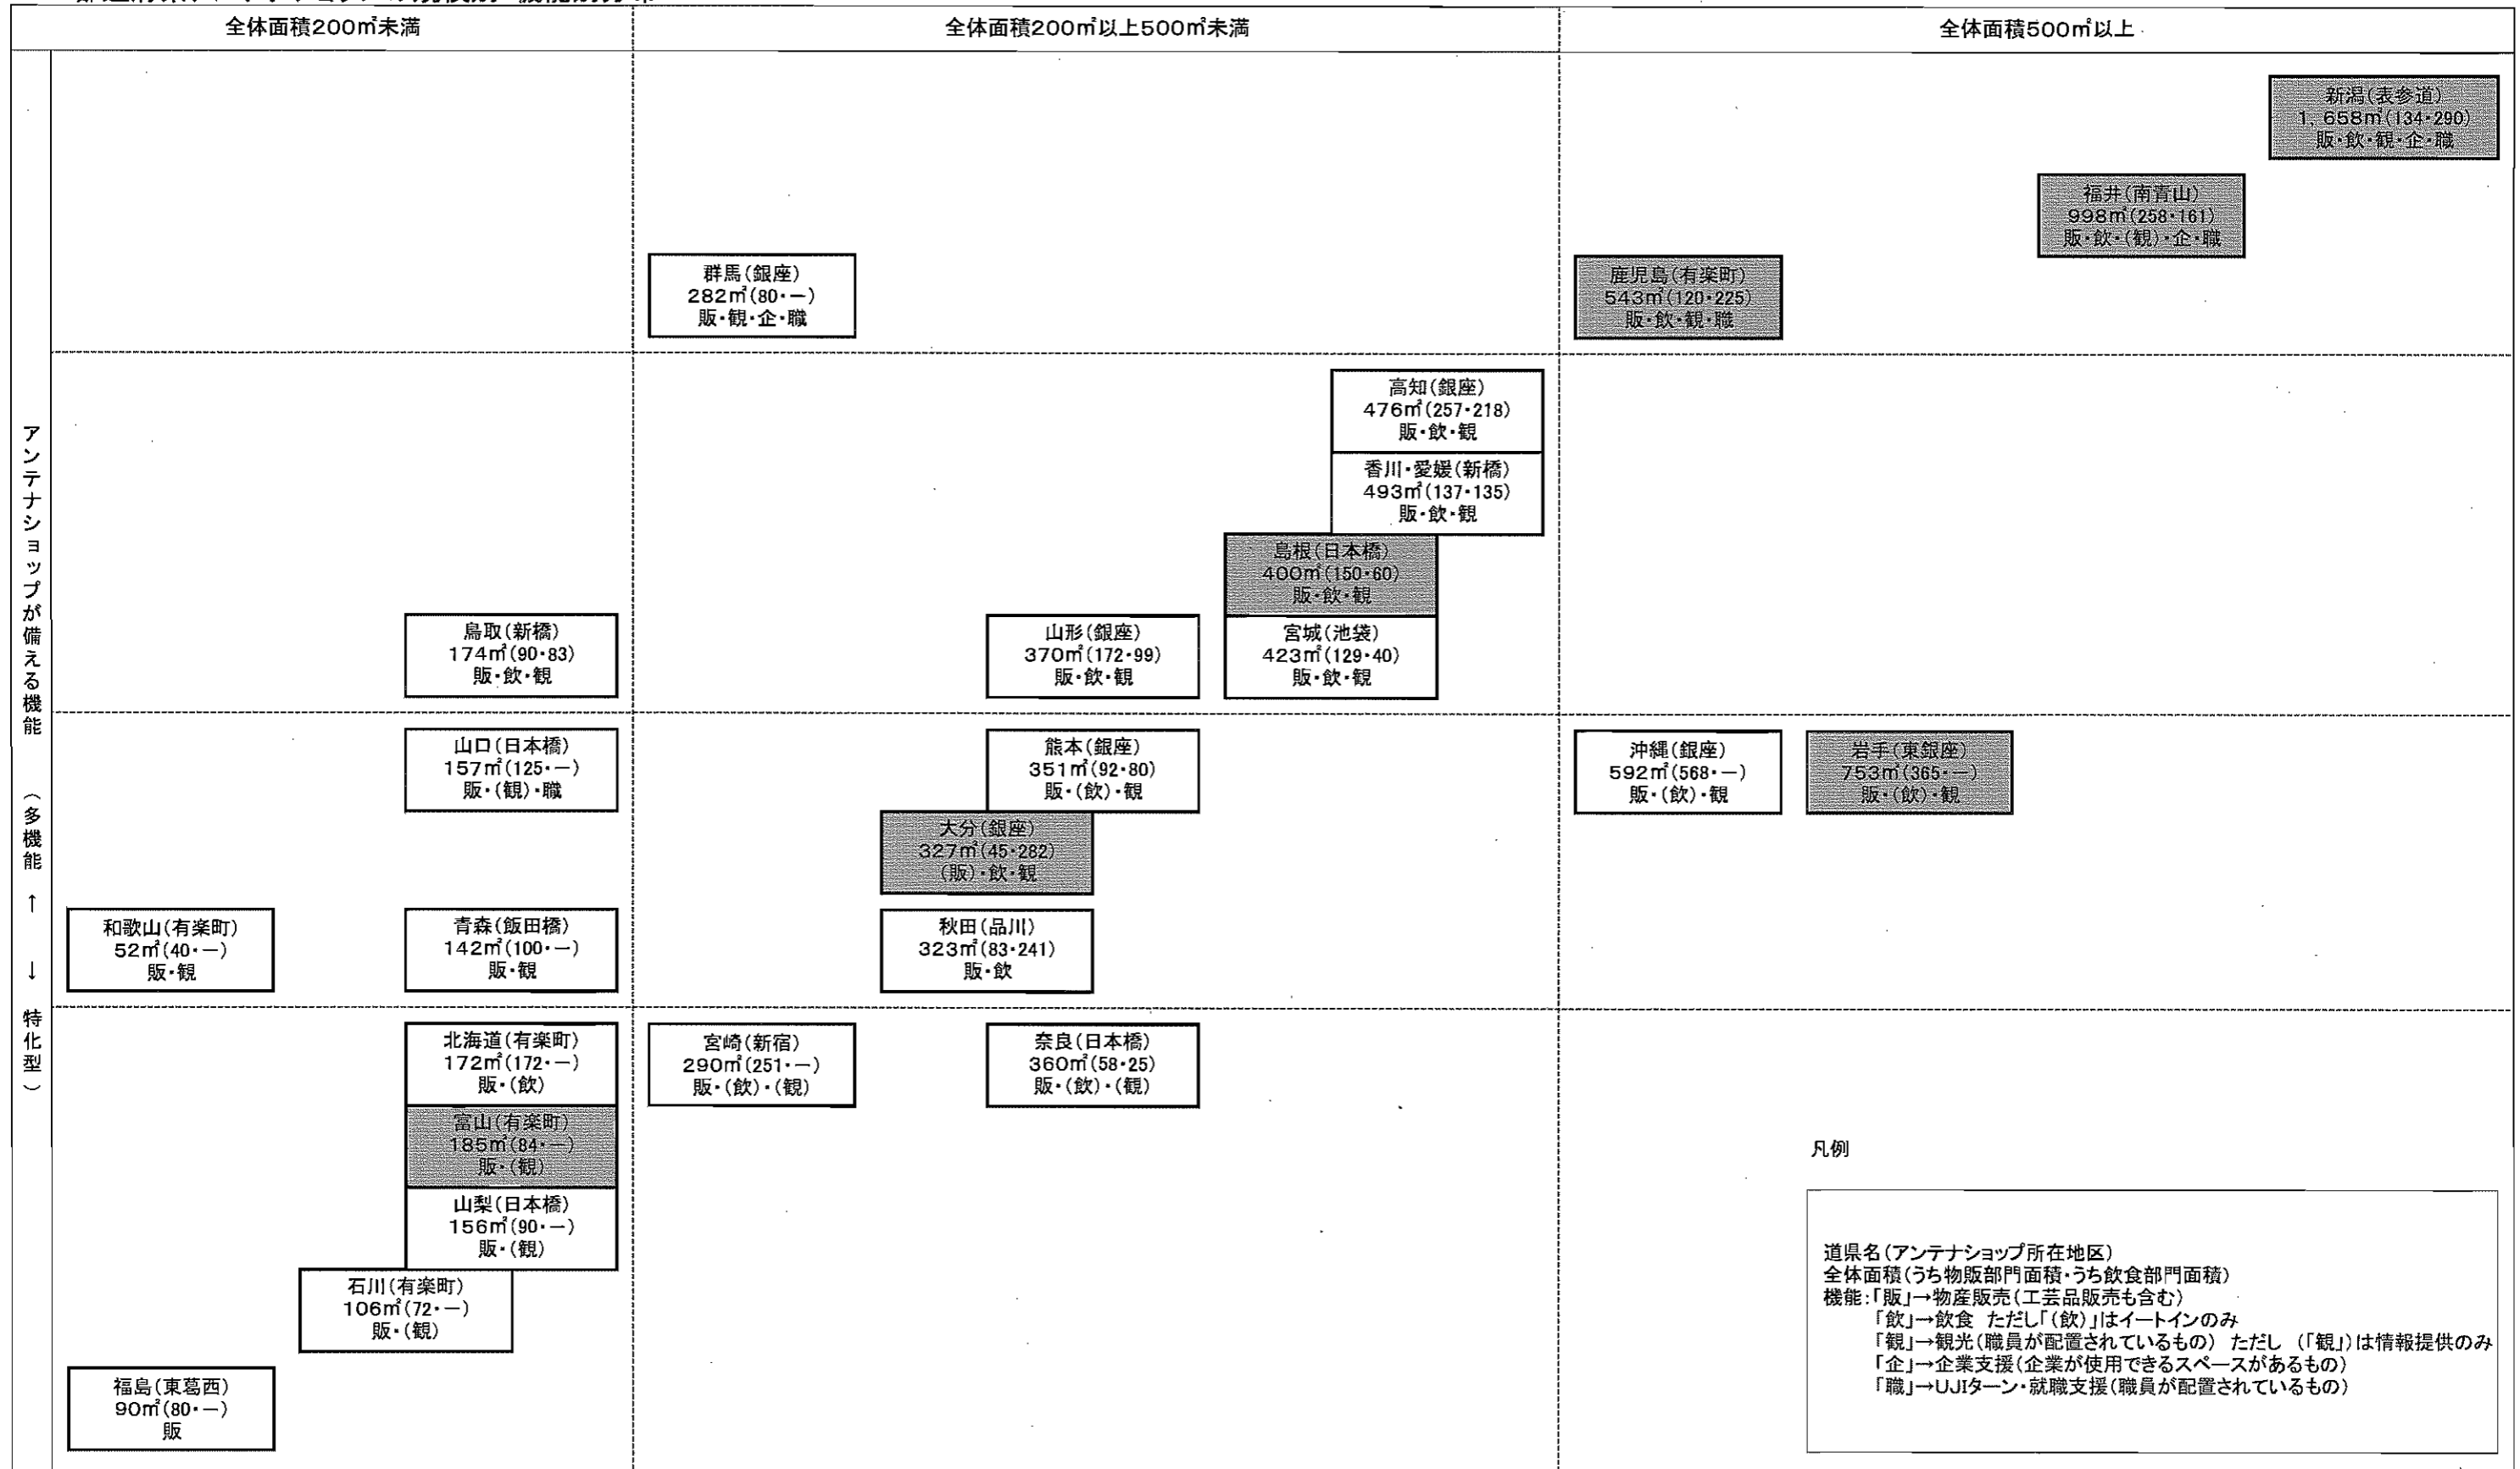 全体面積200㎡未満
全体面積200㎡以上500㎡未満
全体面積500㎡以上
アンテナショップが備える機能 (多機能 ↑ ↓ 特化型)
新潟(表参道)
1,658㎡(134・290)
販・飲・観・企・職
福井(南青山)
998㎡(258・161)
販・飲・(観)・企・職
群馬(銀座)
282㎡(80・―)
販・観・企・職
鹿児島(有楽町)
543㎡(120・225)
販・飲・観・職
高知(銀座)
476㎡(257・218)
販・飲・観
香川・愛媛(新橋)
493㎡(137・135)
販・飲・観
島根(日本橋)
400㎡(150・60)
販・飲・観
鳥取(新橋)
174㎡(90・83)
販・飲・観
山形(銀座)
370㎡(172・99)
販・飲・観
宮城(池袋)
423㎡(129・40)
販・飲・観
山口(日本橋)
157㎡(125・―)
販・(観)・職
熊本(銀座)
351㎡(92・80)
販・(飲)・観
沖縄(銀座)
592㎡(568・―)
販・(飲)・観
岩手(東銀座)
753㎡(365・―)
販・(飲)・観
大分(銀座)
327㎡(45・282)
(販)・飲・観
和歌山(有楽町)
52㎡(40・―)
販・観
青森(飯田橋)
142㎡(100・―)
販・観
秋田(品川)
323㎡(83・241)
販・飲
北海道(有楽町)
172㎡(172・―)
販・(飲)
宮崎(新宿)
290㎡(251・―)
販・(飲)・(観)
奈良(日本橋)
360㎡(58・25)
販・(飲)・(観)
富山(有楽町)
185㎡(84・―)
販・(観)
山梨(日本橋)
156㎡(90・―)
販・(観)
石川(有楽町)
106㎡(72・―)
販・(観)
福島(東葛西)
90㎡(80・―)
販
凡例
道県名(アンテナショップ所在地区)
全体面積(うち物販部門面積・うち飲食部門面積)
機能:「販」→物産販売(工芸品販売も含む)
「飲」→飲食 ただし「(飲)」はイートインのみ
「観」→観光(職員が配置されているもの) ただし (「観」)は情報提供のみ
「企」→企業支援(企業が使用できるスペースがあるもの)
「職」→UJIターン・就職支援(職員が配置されているもの)